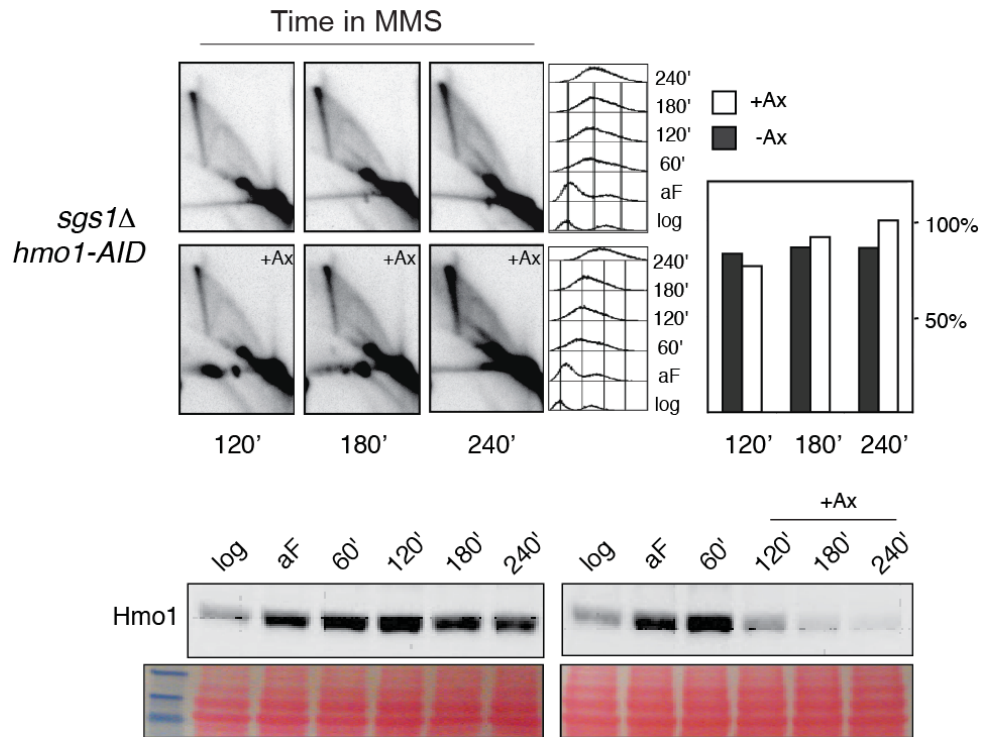 Time in MMS
sgs1Δ
hmo1-AID
+Ax
+Ax
+Ax
120’
180’
240’
240'
180'
120'
60'
aF
log
240'
180'
120'
60'
aF
log
+Ax
-Ax
100%
50%
120’
180’
240’
+Ax
log
aF
60'
120'
180'
240'
log
aF
60'
120'
180'
240'
Hmo1